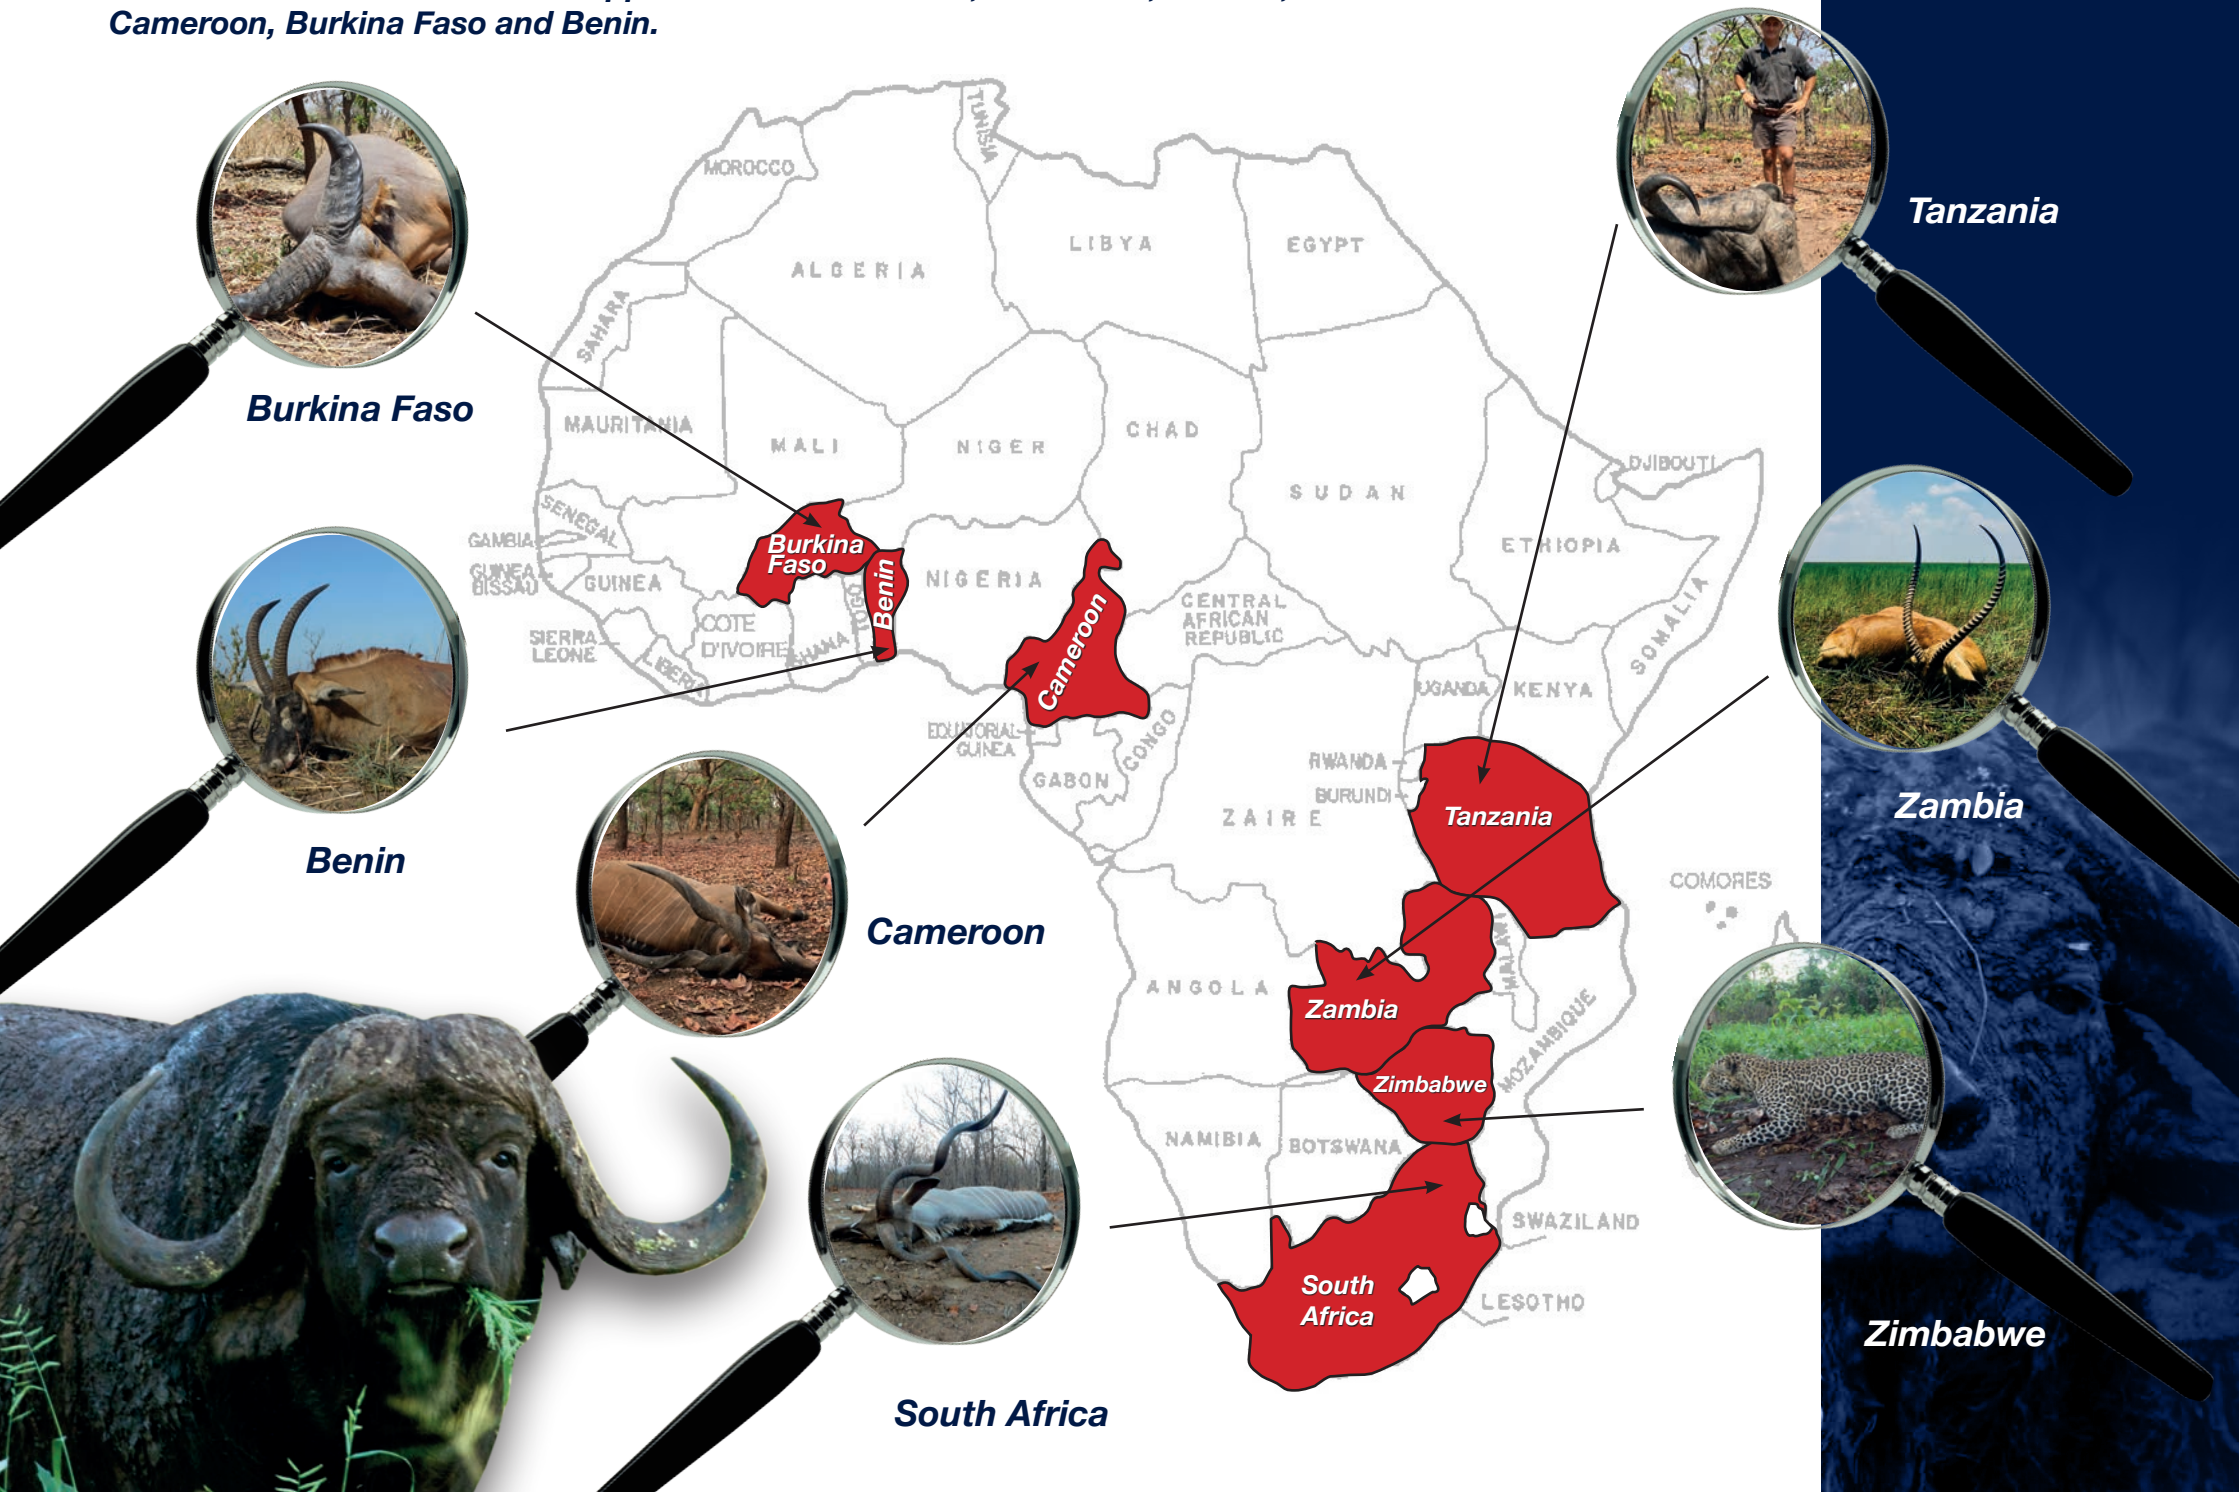 Cameroon, Burkina Faso and Benin.
Tanzania
Burkina Faso
Benin
Cameroon
South Africa
Zambia
Zimbabwe
MOROCCO
TUNISIA
ALGERIA
LIBYA
EGYPT
SAHARA
MAURITANIA
MALI
NIGER
CHAD
SUDAN
DJIBOUTI
ETHIOPIA
SOMALIA
SENEGAL
GAMBIA
GUINEA
BISSAU
GUINEA
SIERRA
LEONE
LIBERIA
COTE
D'IVOIRE
GHANA
TOGO
Burkina
Faso
Benin
NIGERIA
Cameroon
CENTRAL
AFRICAN
REPUBLIC
EQUATORIAL
GUINEA
GABON
CONGO
UGANDA
KENYA
RWANDA
BURUNDI
ZAIRE
Tanzania
COMORES
ANGOLA
Zambia
MALAWI
MOZAMBIQUE
Zimbabwe
NAMIBIA
BOTSWANA
SWAZILAND
South
Africa
LESOTHO